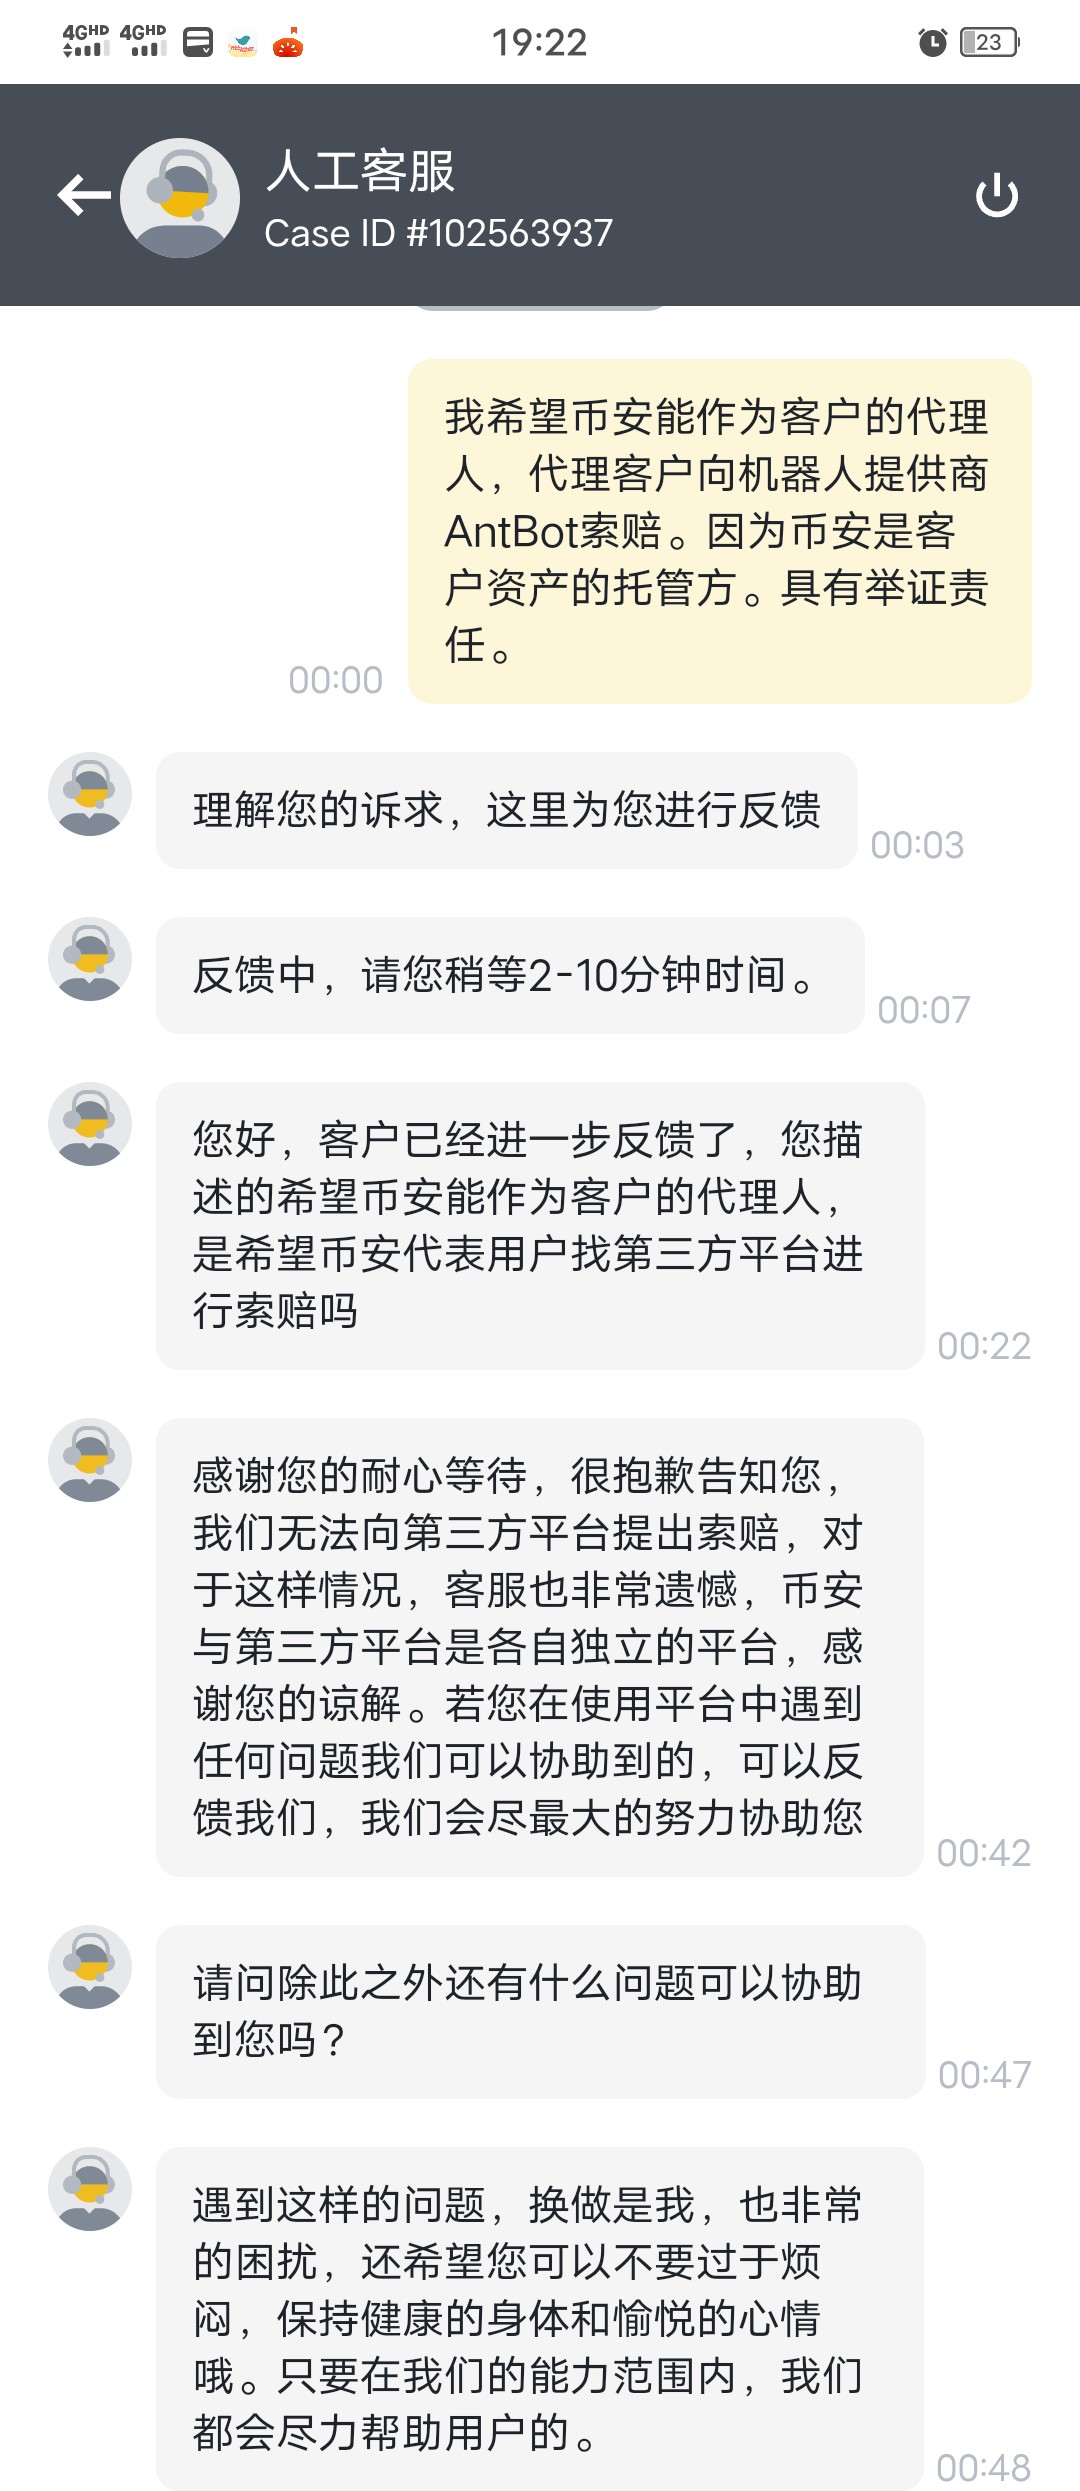 4GHD 4GHD 19:22 23
人工客服
Case ID #102563937
我希望币安能作为客户的代理
人，代理客户向机器人提供商
AntBot索赔。因为币安是客
户资产的托管方。具有举证责
任。
00:00
理解您的诉求，这里为您进行反馈
00:03
反馈中，请您稍等2-10分钟时间。
00:07
您好，客户已经进一步反馈了，您描
述的希望币安能作为客户的代理人，
是希望币安代表用户找第三方平台进
行索赔吗
00:22
感谢您的耐心等待，很抱歉告知您，
我们无法向第三方平台提出索赔，对
于这样情况，客服也非常遗憾，币安
与第三方平台是各自独立的平台，感
谢您的谅解。若您在使用平台中遇到
任何问题我们可以协助到的，可以反
馈我们，我们会尽最大的努力协助您
00:42
请问除此之外还有什么问题可以协助
到您吗？
00:47
遇到这样的问题，换做是我，也非常
的困扰，还希望您可以不要过于烦
闷，保持健康的身体和愉悦的心情
哦。只要在我们的能力范围内，我们
都会尽力帮助用户的。
00:48